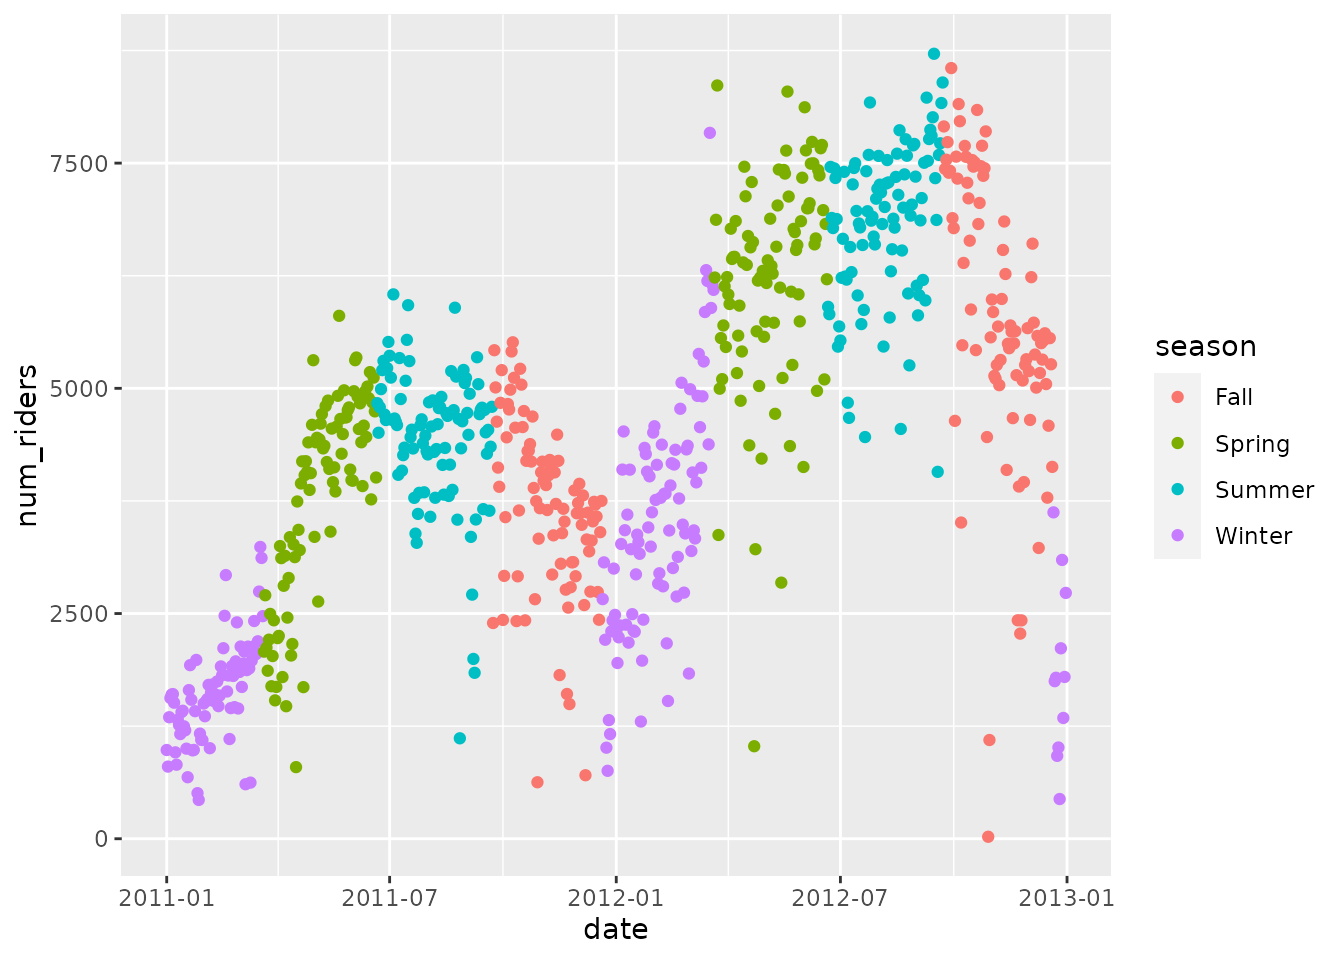 7500
5000
2500
0
num_riders
2011-01
2011-07
2012-01
2012-07
2013-01
date
season
Fall
Spring
Summer
Winter